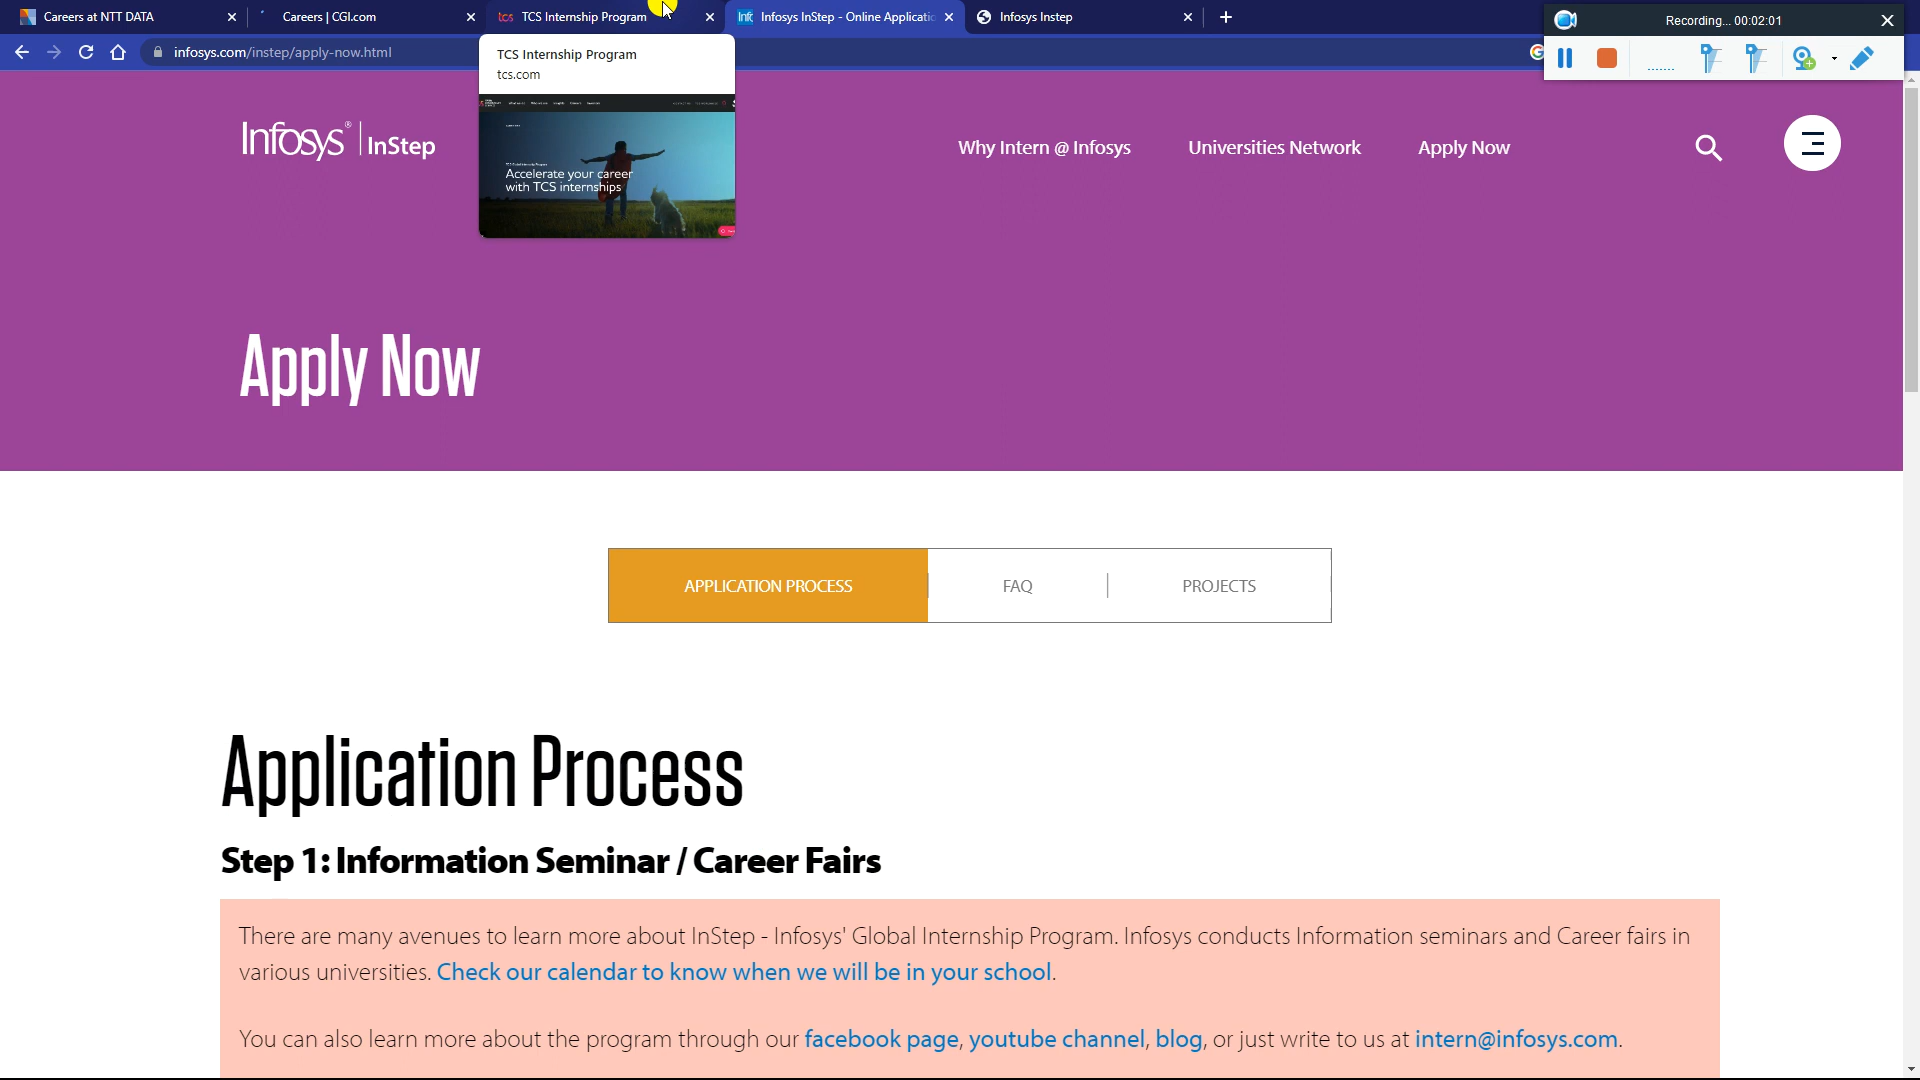 Careers at NTT DATA
Careers | CGI.com
TCS Internship Program
Infosys InStep - Online Applicatic
Infosys Instep
Recording... 00:02:01
infosys.com/instep/apply-now.html
TCS Internship Program
tcs.com
Accelerate your career
with TCS internships
Infosys® | InStep
Why Intern @ Infosys
Universities Network
Apply Now
Apply Now
APPLICATION PROCESS
FAQ
PROJECTS
Application Process
Step 1: Information Seminar / Career Fairs
There are many avenues to learn more about InStep - Infosys' Global Internship Program. Infosys conducts Information seminars and Career fairs in
various universities. Check our calendar to know when we will be in your school.
You can also learn more about the program through our facebook page, youtube channel, blog, or just write to us at intern@infosys.com.